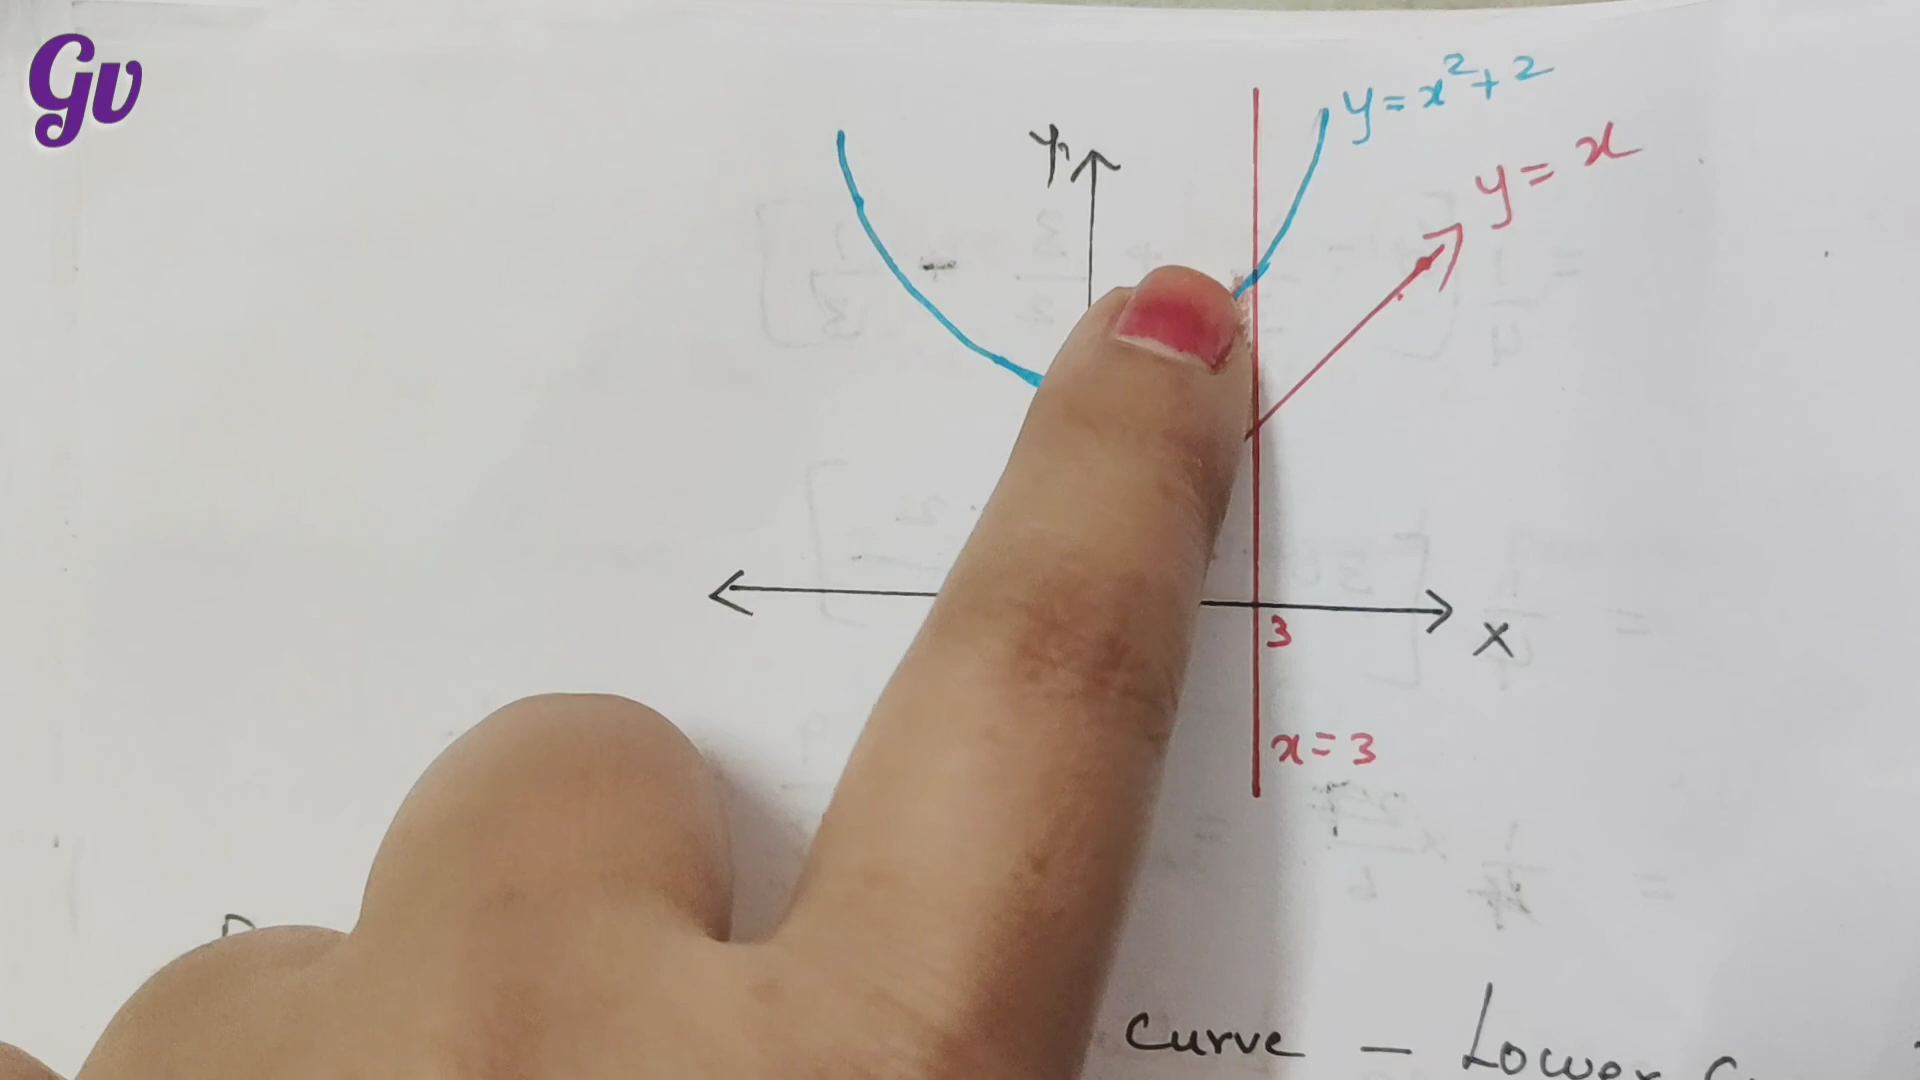 Gv
y = x² + 2
y
y = x
3
X
x = 3
Curve - Lower